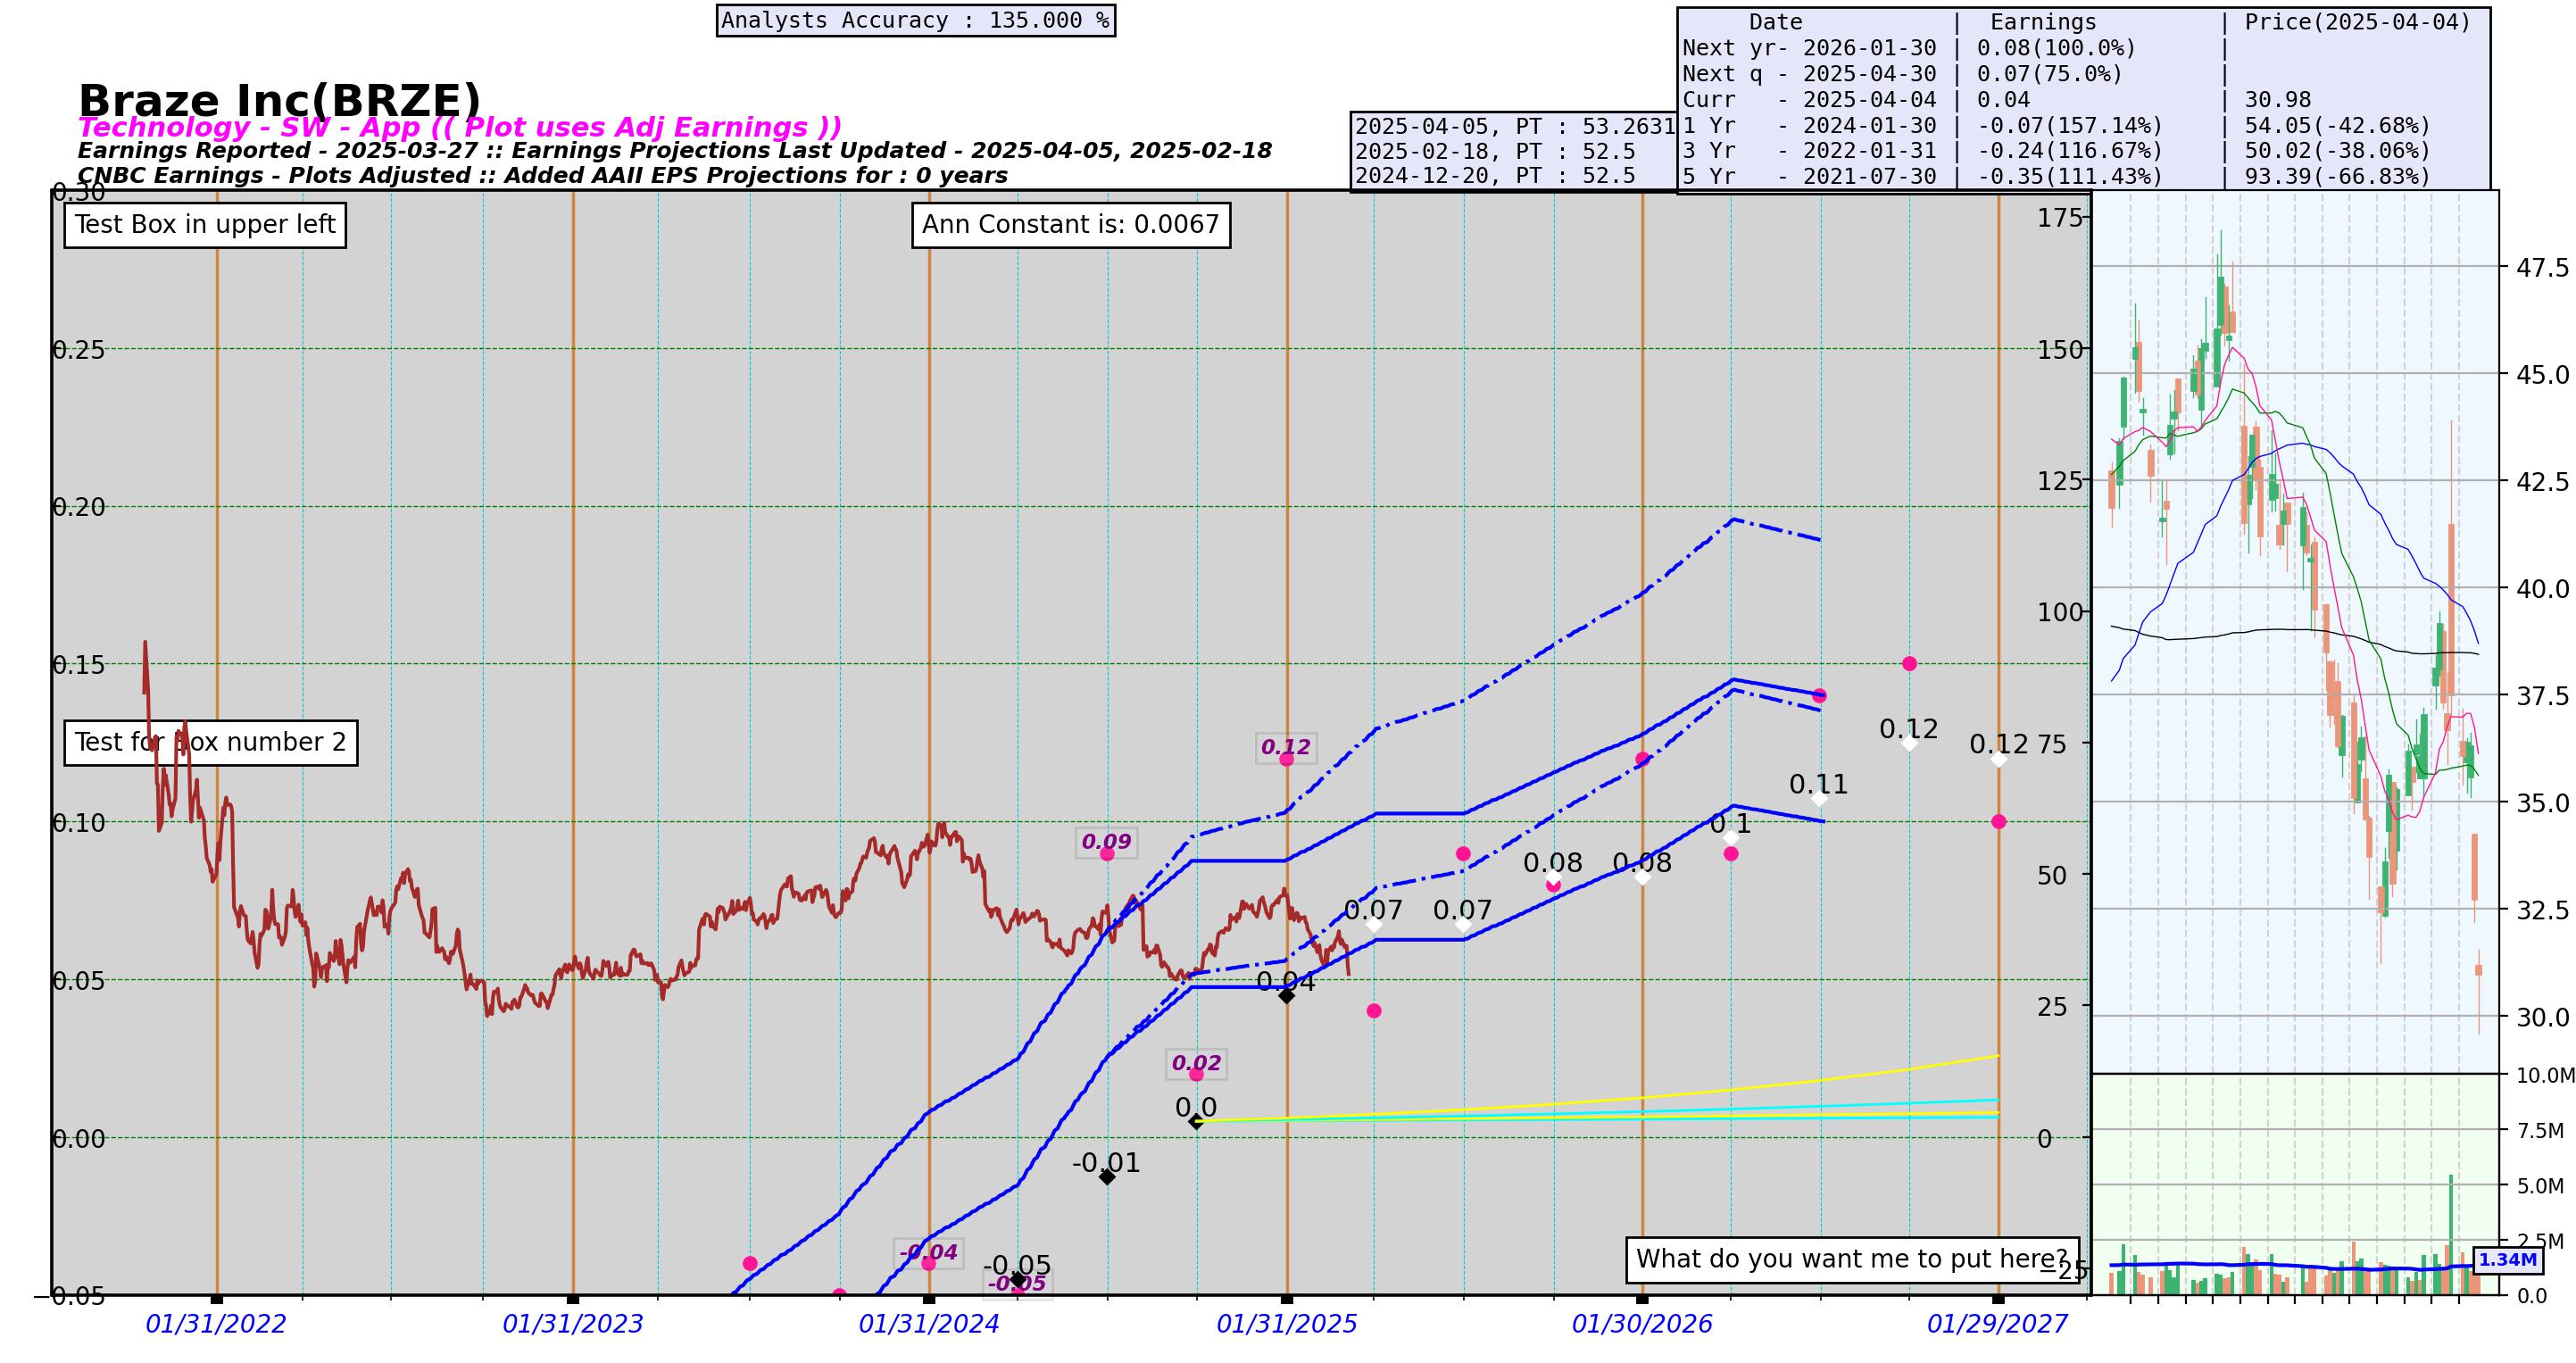 Analysts Accuracy : 135.000 %
Date | Earnings | Price(2025-04-04)
Next yr- 2026-01-30 | 0.08(100.0%) |
Next q - 2025-04-30 | 0.07(75.0%) |
Curr - 2025-04-04 | 0.04 | 30.98
1 Yr - 2024-01-30 | -0.07(157.14%) | 54.05(-42.68%)
3 Yr - 2022-01-31 | -0.24(116.67%) | 50.02(-38.06%)
5 Yr - 2021-07-30 | -0.35(111.43%) | 93.39(-66.83%)
Braze Inc(BRZE)
Technology - SW - App (( Plot uses Adj Earnings ))
Earnings Reported - 2025-03-27 :: Earnings Projections Last Updated - 2025-04-05, 2025-02-18
CNBC Earnings - Plots Adjusted :: Added AAII EPS Projections for : 0 years
2025-04-05, PT : 53.2631
2025-02-18, PT : 52.5
2024-12-20, PT : 52.5
0.30
0.25
0.20
0.15
0.10
0.05
0.00
−0.05
Test Box in upper left
Ann Constant is: 0.0067
Test for Box number 2
What do you want me to put here?
-0.04
-0.05
-0.05
0.09
-0.01
0.02
0.0
0.12
0.04
0.07
0.07
0.08
0.08
0.1
0.11
0.12
0.12
175
150
125
100
75
50
25
0
−25
47.5
45.0
42.5
40.0
37.5
35.0
32.5
30.0
10.0M
7.5M
5.0M
2.5M
1.34M
0.0
01/31/2022
01/31/2023
01/31/2024
01/31/2025
01/30/2026
01/29/2027